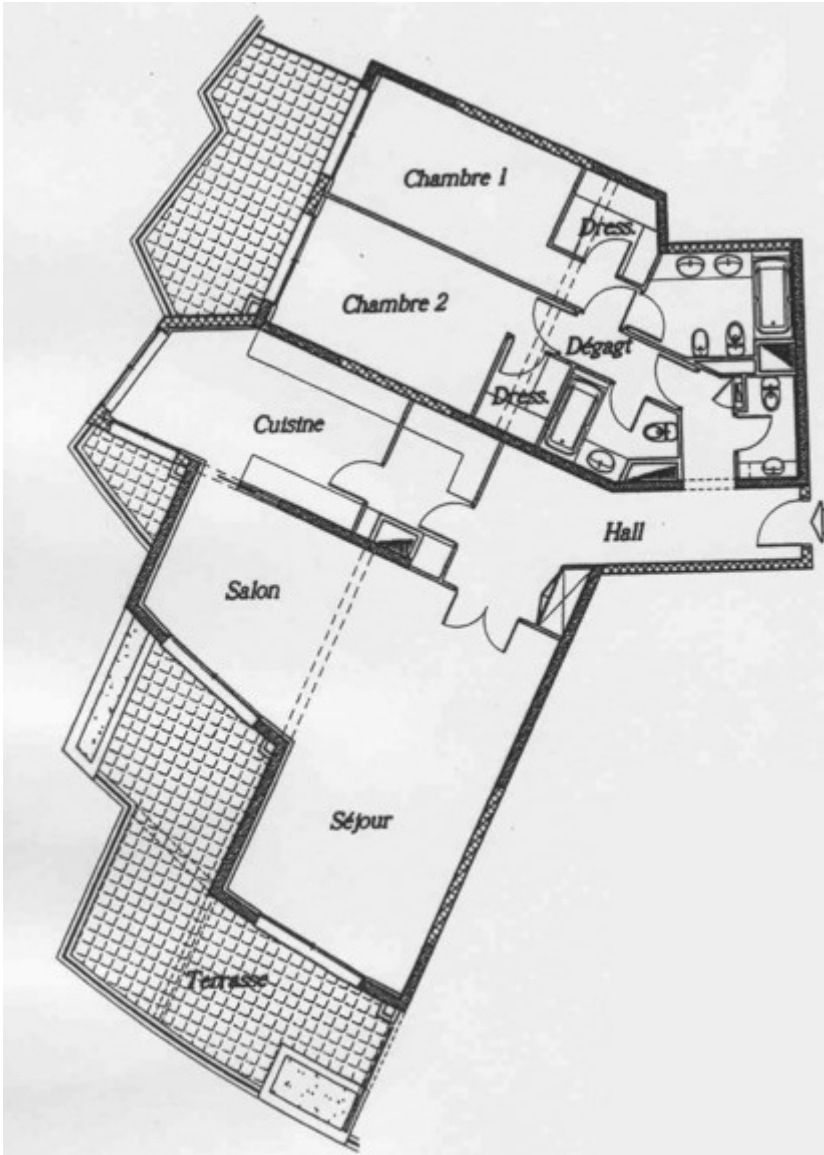 Chambre 1
Dress.
Chambre 2
Dégagt
Dress.
Cuisine
Hall
Salon
Séjour
Terrasse